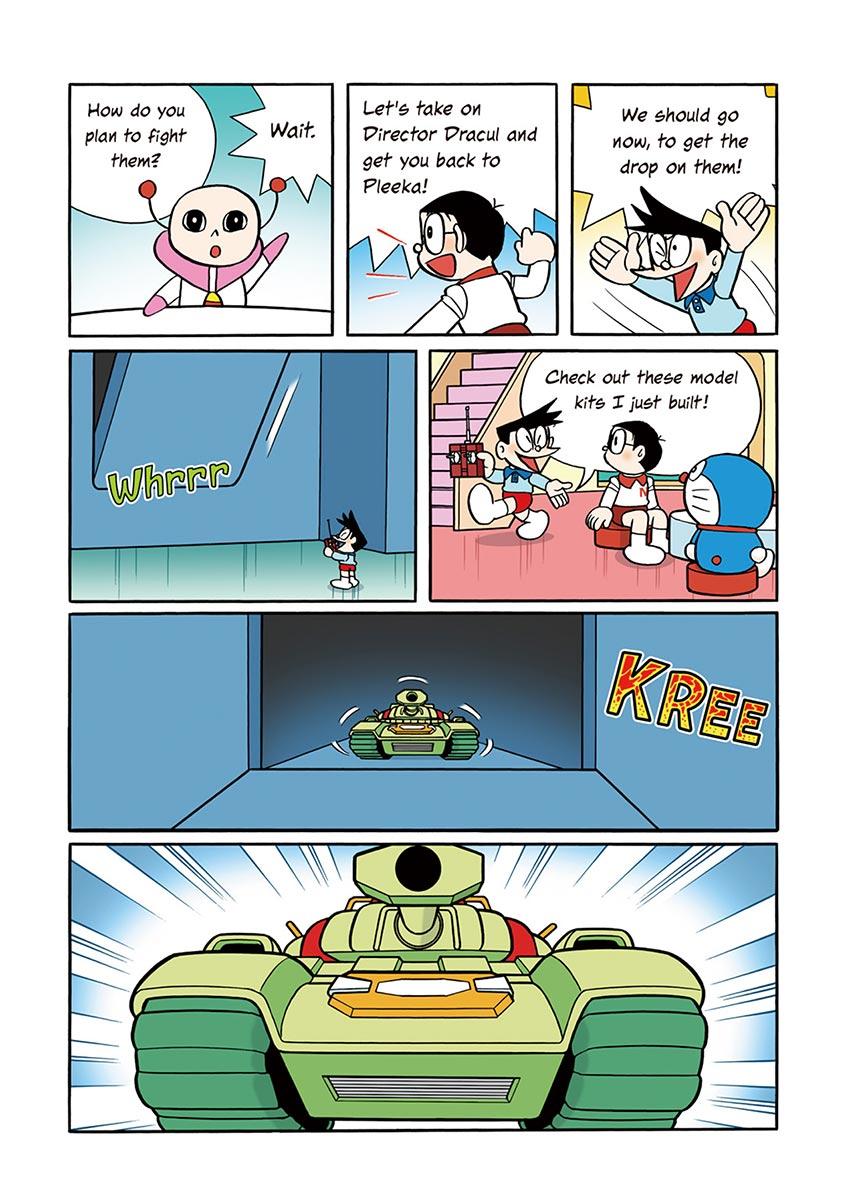 We should go
now, to get the
drop on them!
Let's take on
Director Dracul and
get you back to
Pleeka!
Wait.
How do you
plan to fight
them?
Check out these model
kits I just built!
N
Whrrr
KREE